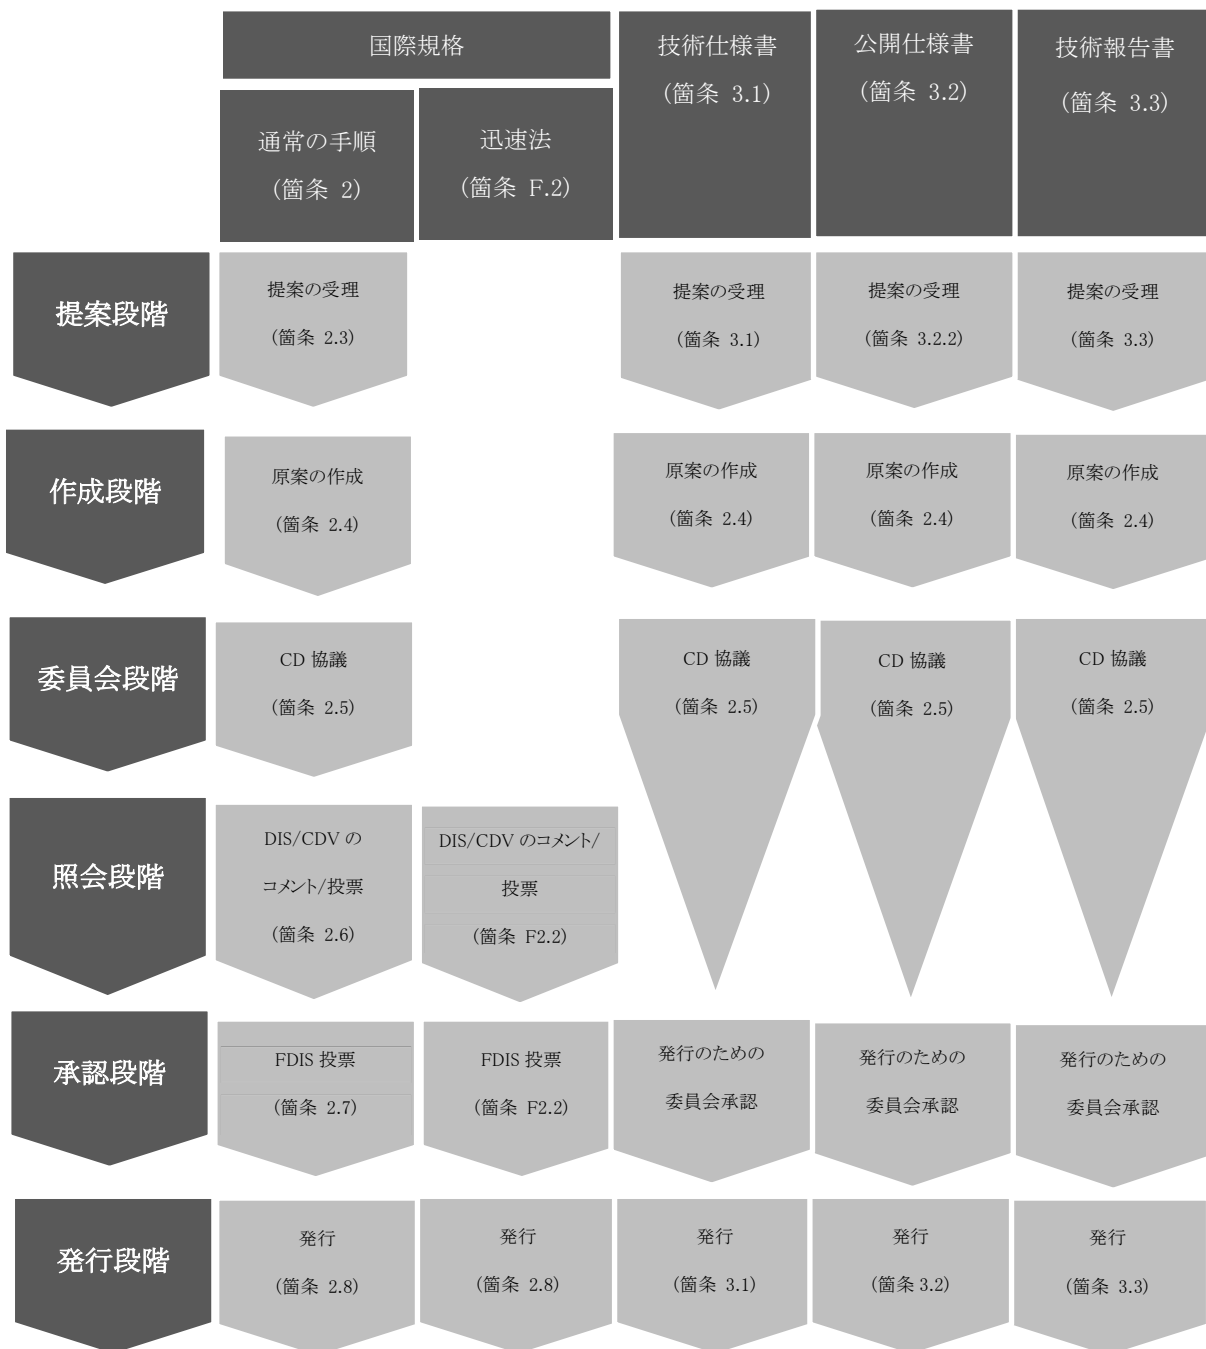 国際規格
技術仕様書
(箇条 3.1)
公開仕様書
(箇条 3.2)
技術報告書
(箇条 3.3)
通常の手順
(箇条 2)
迅速法
(箇条 F.2)
提案段階
提案の受理
(箇条 2.3)
提案の受理
(箇条 3.1)
提案の受理
(箇条 3.2.2)
提案の受理
(箇条 3.3)
作成段階
原案の作成
(箇条 2.4)
原案の作成
(箇条 2.4)
原案の作成
(箇条 2.4)
原案の作成
(箇条 2.4)
委員会段階
CD 協議
(箇条 2.5)
CD 協議
(箇条 2.5)
CD 協議
(箇条 2.5)
CD 協議
(箇条 2.5)
照会段階
DIS/CDV の
コメント/投票
(箇条 2.6)
DIS/CDV のコメント/
投票
(箇条 F2.2)
承認段階
FDIS 投票
(箇条 2.7)
FDIS 投票
(箇条 F2.2)
発行のための
委員会承認
発行のための
委員会承認
発行のための
委員会承認
発行段階
発行
(箇条 2.8)
発行
(箇条 2.8)
発行
(箇条 3.1)
発行
(箇条 3.2)
発行
(箇条 3.3)